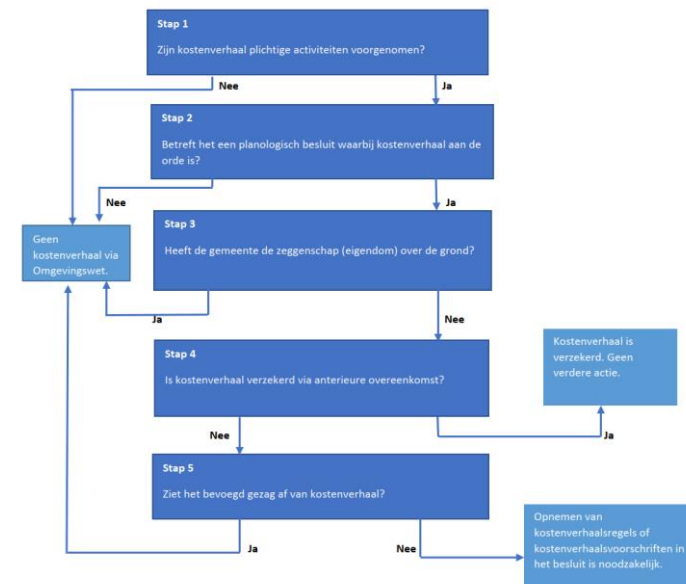 Stap 1
Zijn kostenverhaal plichtige activiteiten voorgenomen?
Nee
Ja
Stap 2
Betreft het een planologisch besluit waarbij kostenverhaal aan de
orde is?
Nee
Ja
Stap 3
Heeft de gemeente de zeggenschap (eigendom) over de grond?
Geen
kostenverhaal via
Omgevingswet.
Ja
Nee
Stap 4
Is kostenverhaal verzekerd via anterieure overeenkomst?
Kostenverhaal is
verzekerd. Geen
verdere actie.
Nee
Ja
Stap 5
Ziet het bevoegd gezag af van kostenverhaal?
Ja
Nee
Opnemen van
kostenverhaalsregels of
kostenverhaalsvoorschriften in
het besluit is noodzakelijk.